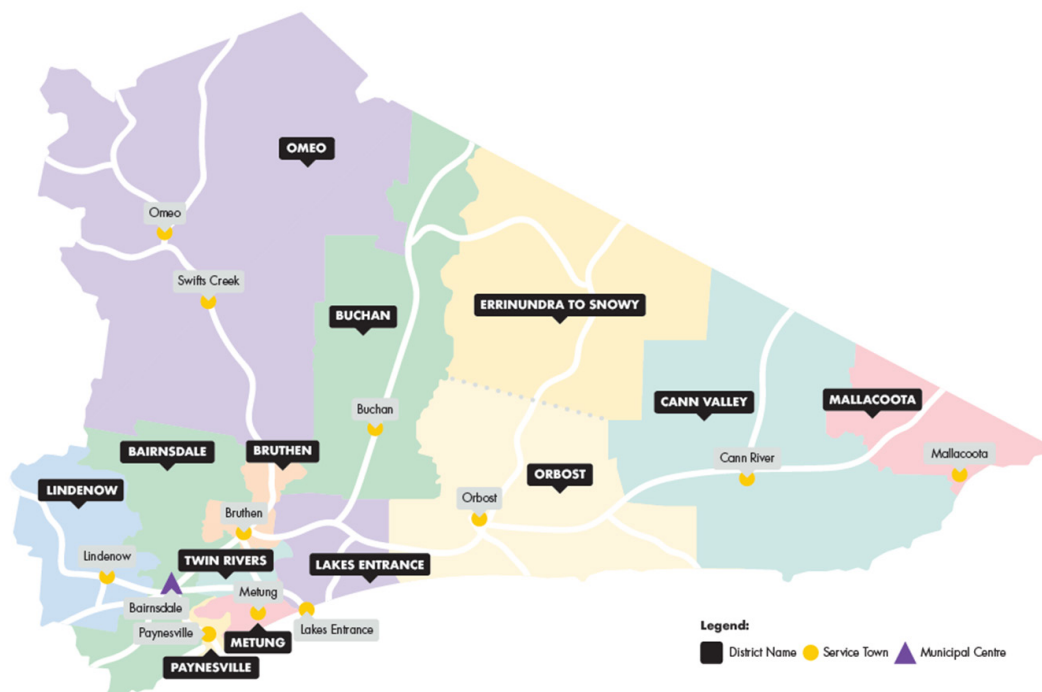 OMEO
Omeo
Swifts Creek
BUCHAN
ERRINUNDRA TO SNOWY
Buchan
CANN VALLEY
MALLACOOTA
BAIRNSDALE
BRUTHEN
Cann River
Mallacoota
LINDENOW
ORBOST
Orbost
Bruthen
Lindenow
TWIN RIVERS
LAKES ENTRANCE
Metung
Bairnsdale
Paynesville
METUNG
Lakes Entrance
PAYNESVILLE
Legend:
District Name
Service Town
Municipal Centre